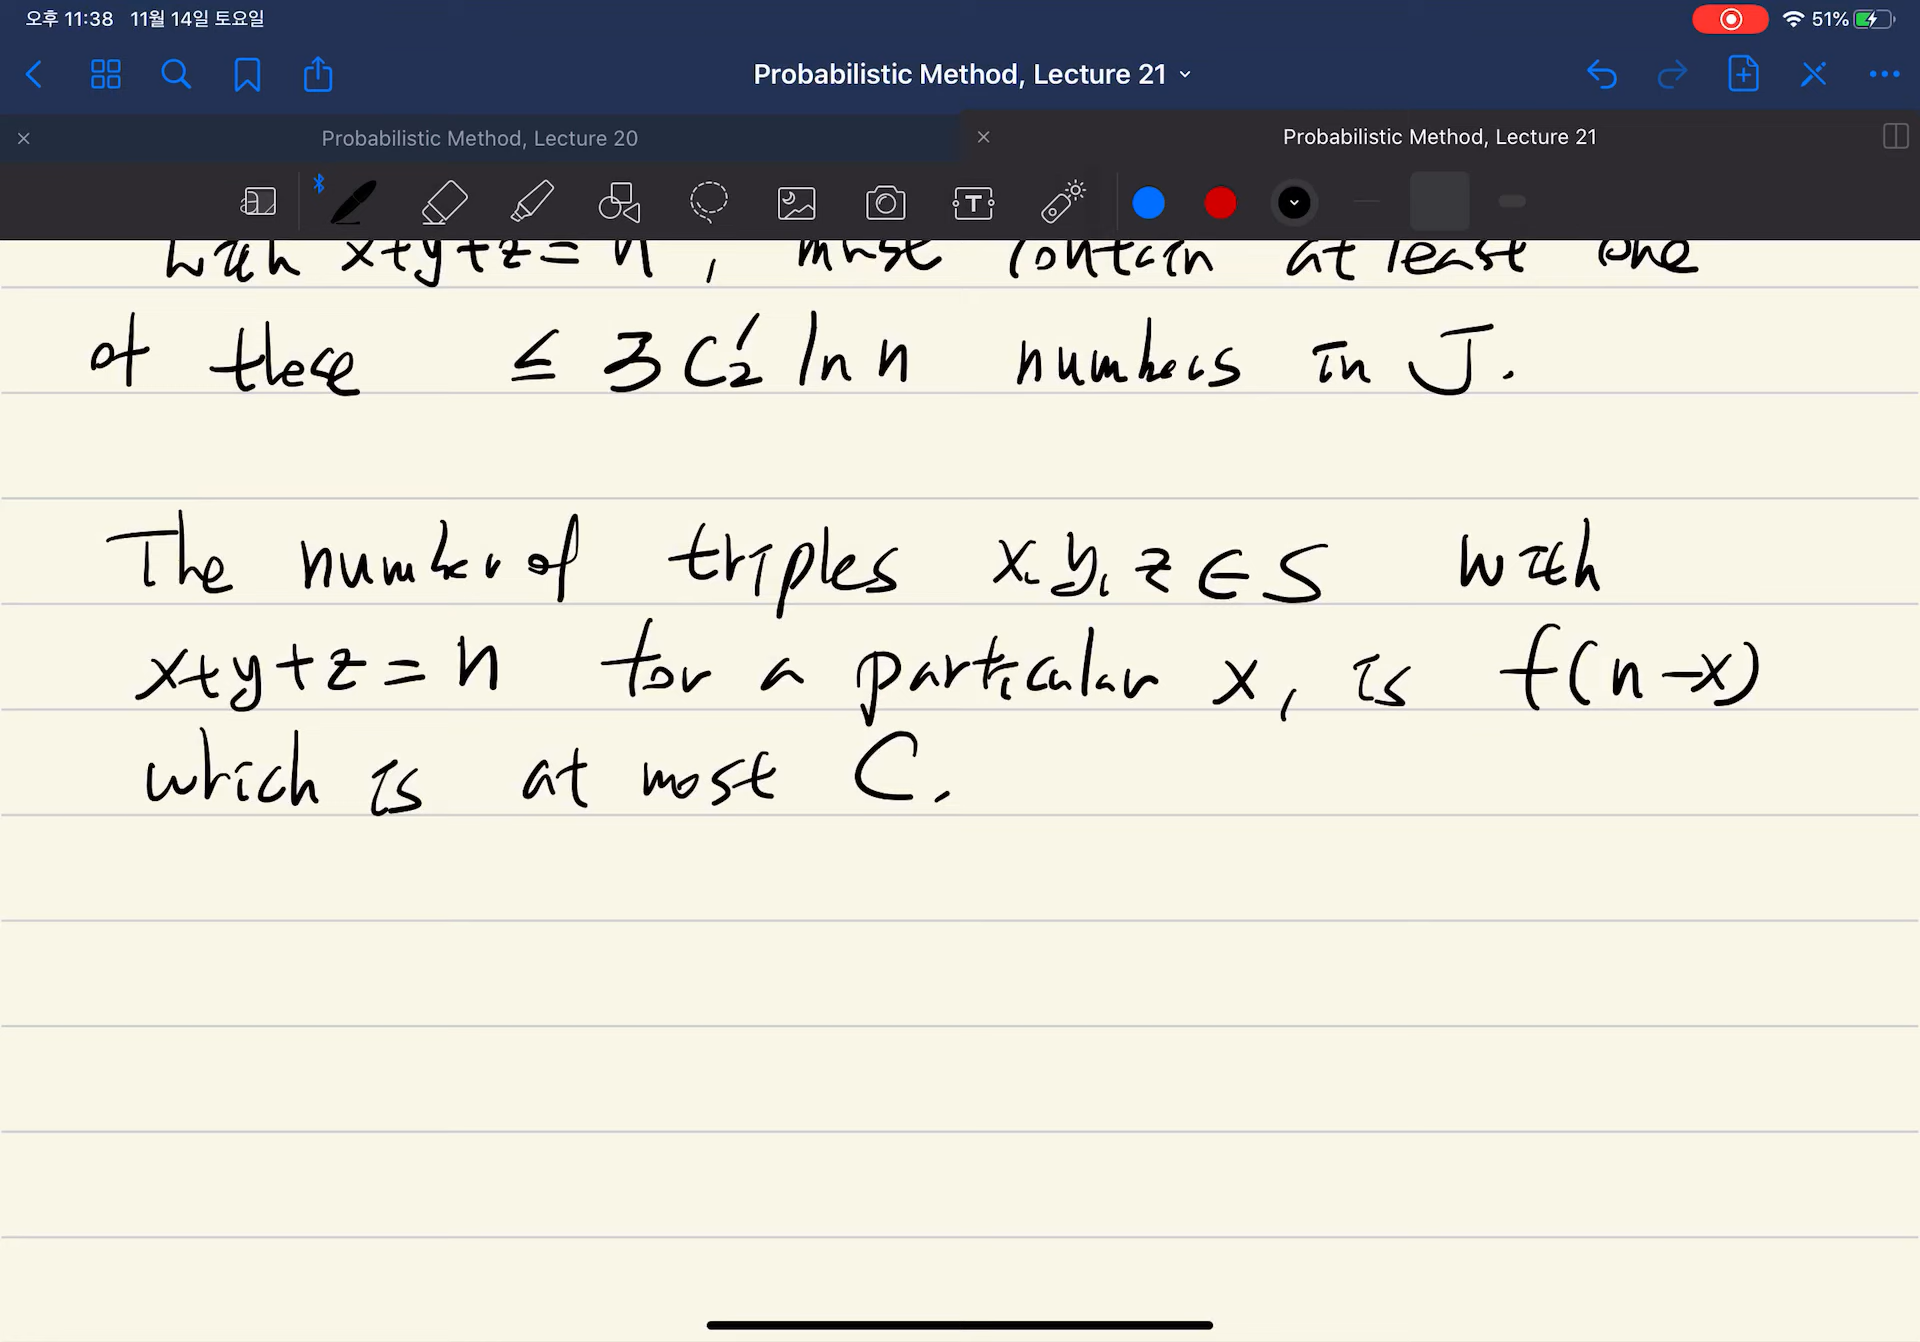 오후 11:38 11월 14일 토요일 51%
Probabilistic Method, Lecture 21
Probabilistic Method, Lecture 20 Probabilistic Method, Lecture 21
with x+y+z=n, must contain at least one
of these ≤ 3C₂' ln n numbers in J.
The number of triples x, y, z ∈ S with
x+y+z=n for a particular x, is f(n-x)
which is at most C.